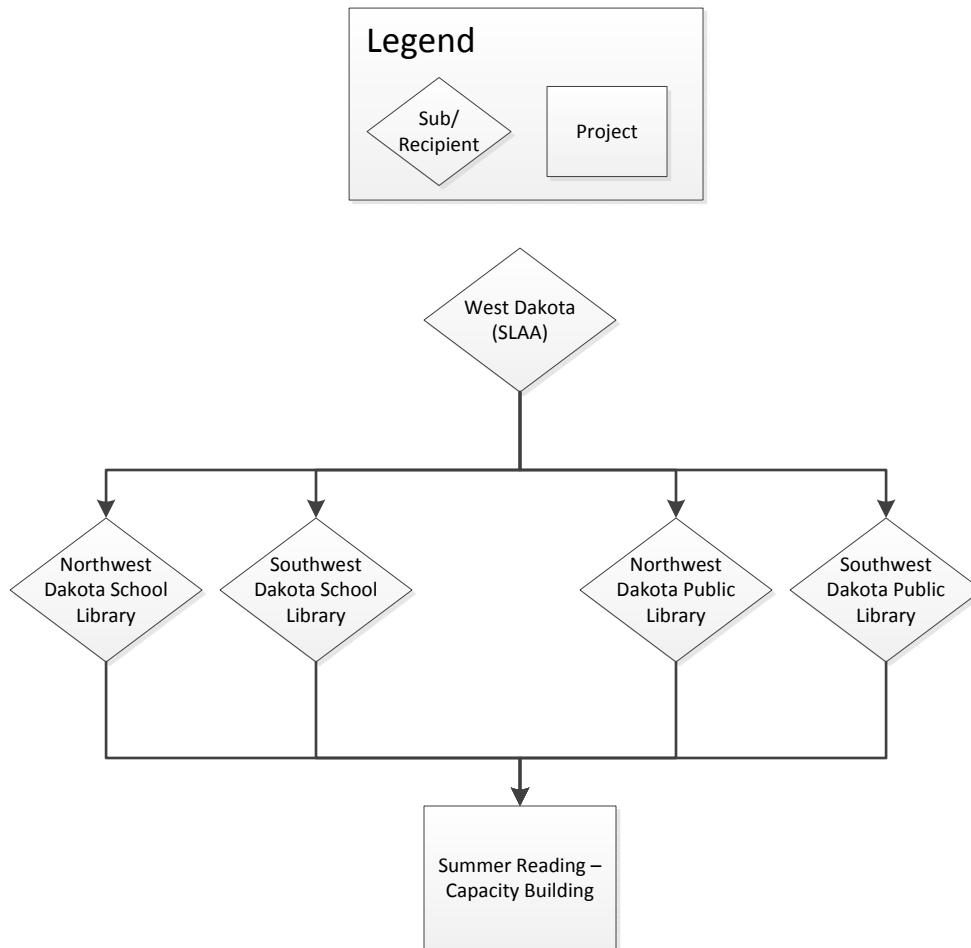 Legend
Sub/
Recipient
Project
West Dakota
(SLAA)
Northwest
Dakota School
Library
Southwest
Dakota School
Library
Northwest
Dakota Public
Library
Southwest
Dakota Public
Library
Summer Reading –
Capacity Building